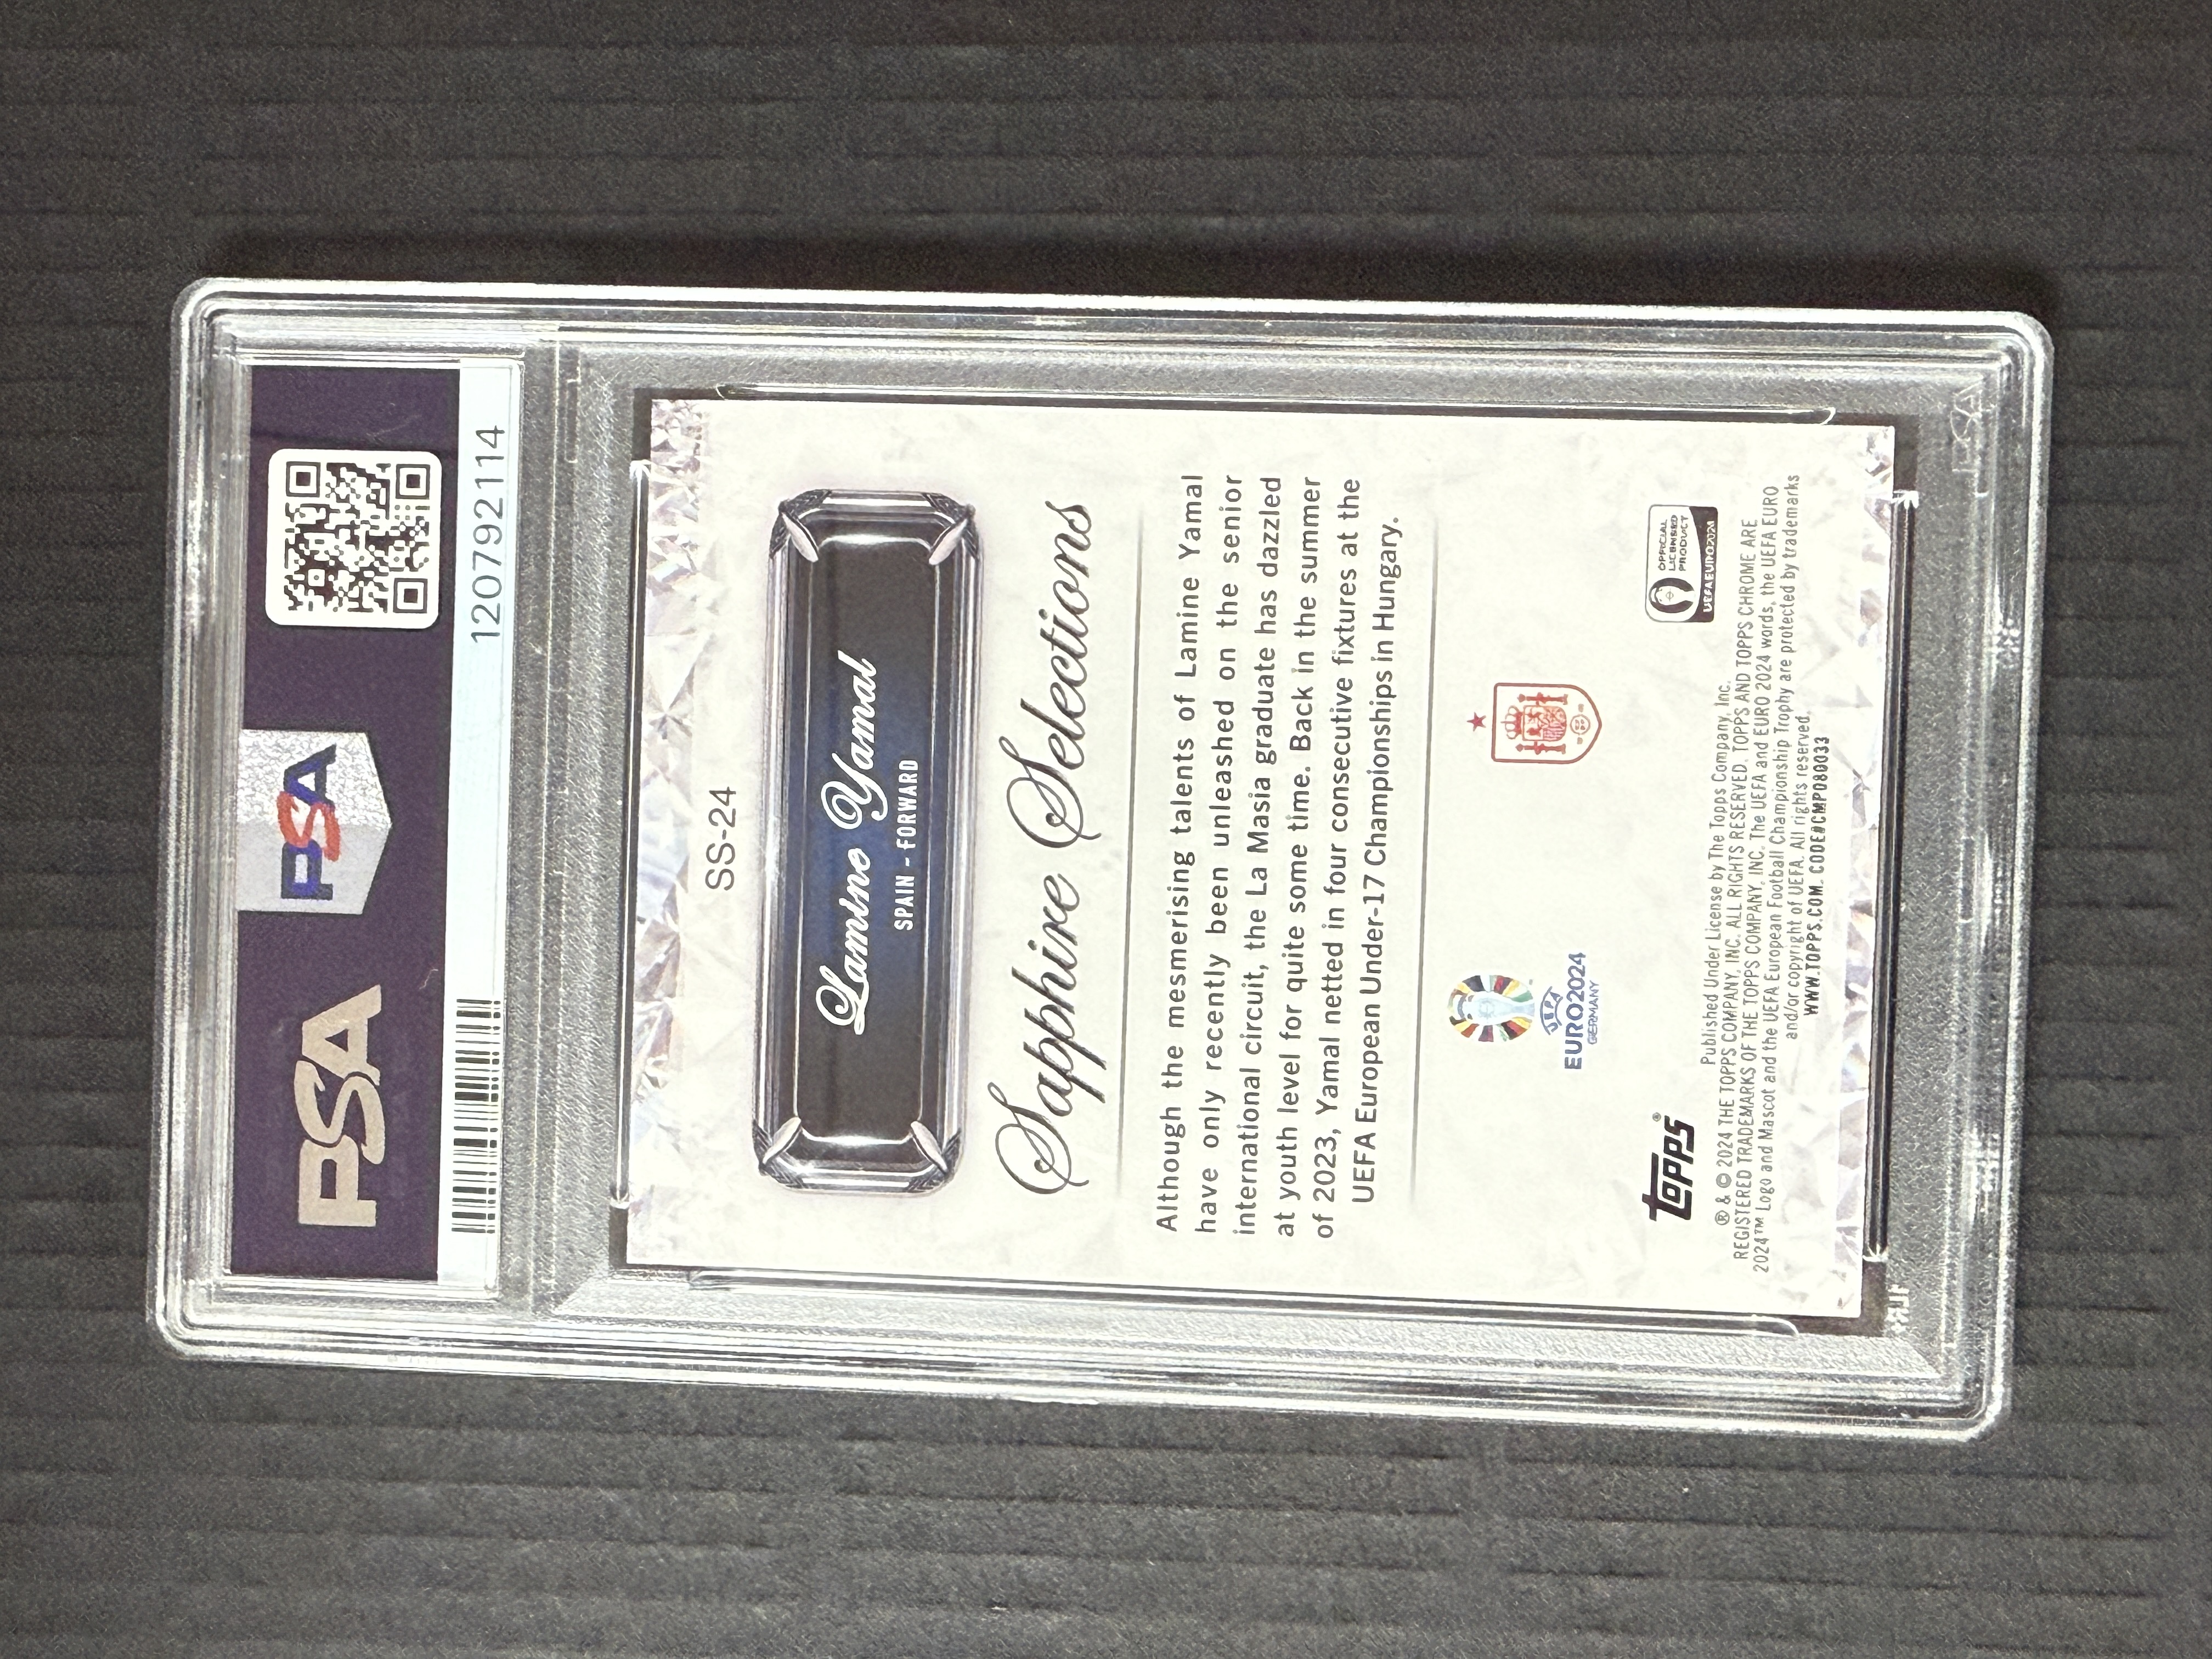 PSA
PSA
120792114
SS-24
Lamine Yamal
SPAIN - FORWARD
Sapphire Selections
Although the mesmerising talents of Lamine Yamal
have only recently been unleashed on the senior
international circuit, the La Masia graduate has dazzled
at youth level for quite some time. Back in the summer
of 2023, Yamal netted in four consecutive fixtures at the
UEFA European Under-17 Championships in Hungary.
UEFA
EURO2024
GERMANY
OFFICIAL
LICENSED
PRODUCT
UEFA EURO2024
topps®
Published Under License by The Topps Company, Inc.
® & © 2024 THE TOPPS COMPANY, INC. ALL RIGHTS RESERVED. TOPPS AND TOPPS CHROME ARE
REGISTERED TRADEMARKS OF THE TOPPS COMPANY, INC. The UEFA and EURO 2024 words, the UEFA EURO
2024™ Logo and Mascot and the UEFA European Football Championship Trophy are protected by trademarks
and/or copyright of UEFA. All rights reserved.
WWW.TOPPS.COM. CODE#CMP080033
PSA